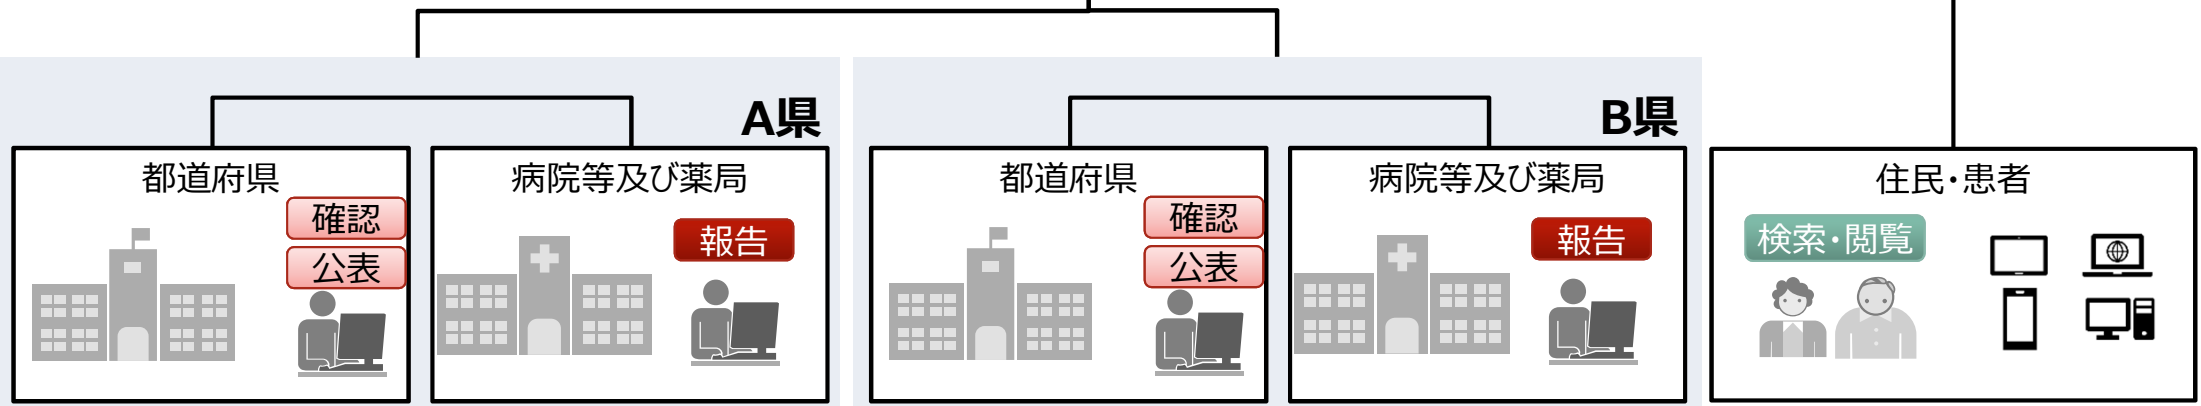 A県
都道府県
確認
公表
病院等及び薬局
報告
B県
都道府県
確認
公表
病院等及び薬局
報告
住民・患者
検索・閲覧